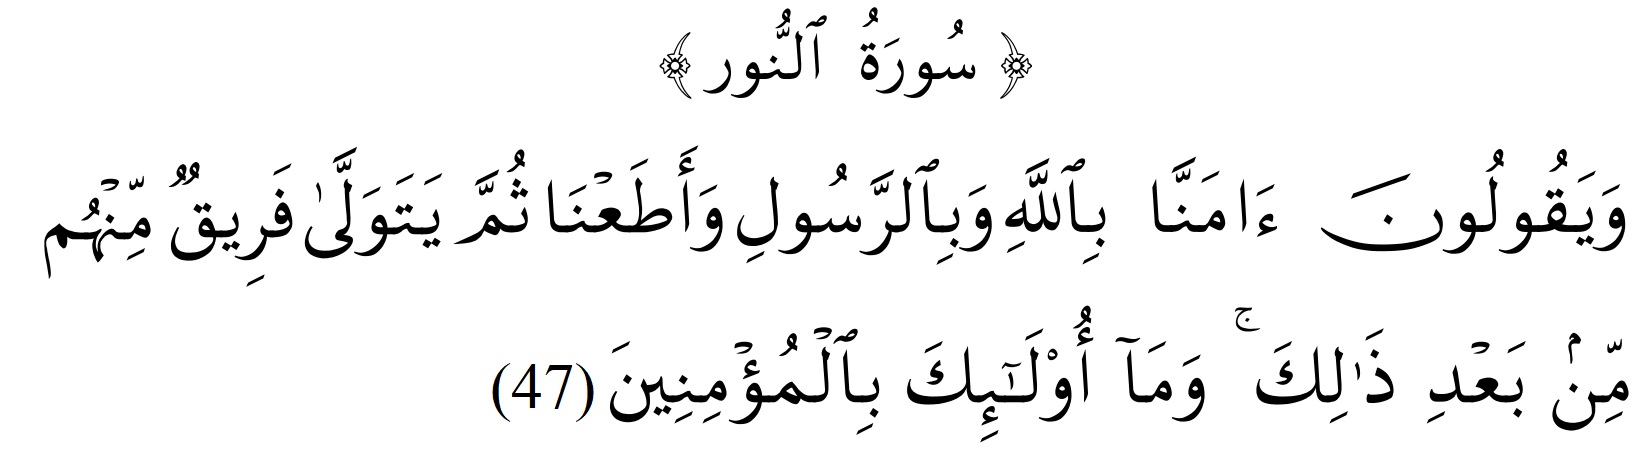 ﴿ سُورَةُ ٱلنُّور ﴾
وَيَقُولُونَ ءَامَنَّا بِٱللَّهِ وَبِٱلرَّسُولِ وَأَطَعۡنَا ثُمَّ يَتَوَلَّىٰ فَرِيقٞ مِّنۡهُم
مِّنۢ بَعۡدِ ذَٰلِكَۚ وَمَآ أُوْلَـٰٓئِكَ بِٱلۡمُؤۡمِنِينَ (47)